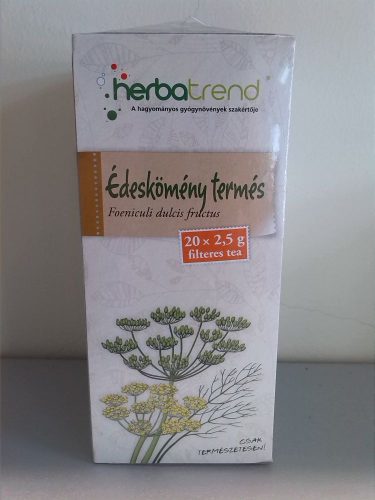 herbatrend
A hagyományos gyógynövények szakértője
Édeskömény termés
Foeniculi dulcis fructus
20 × 2,5 g
filteres tea
CSAK
TERMÉSZETESEN!